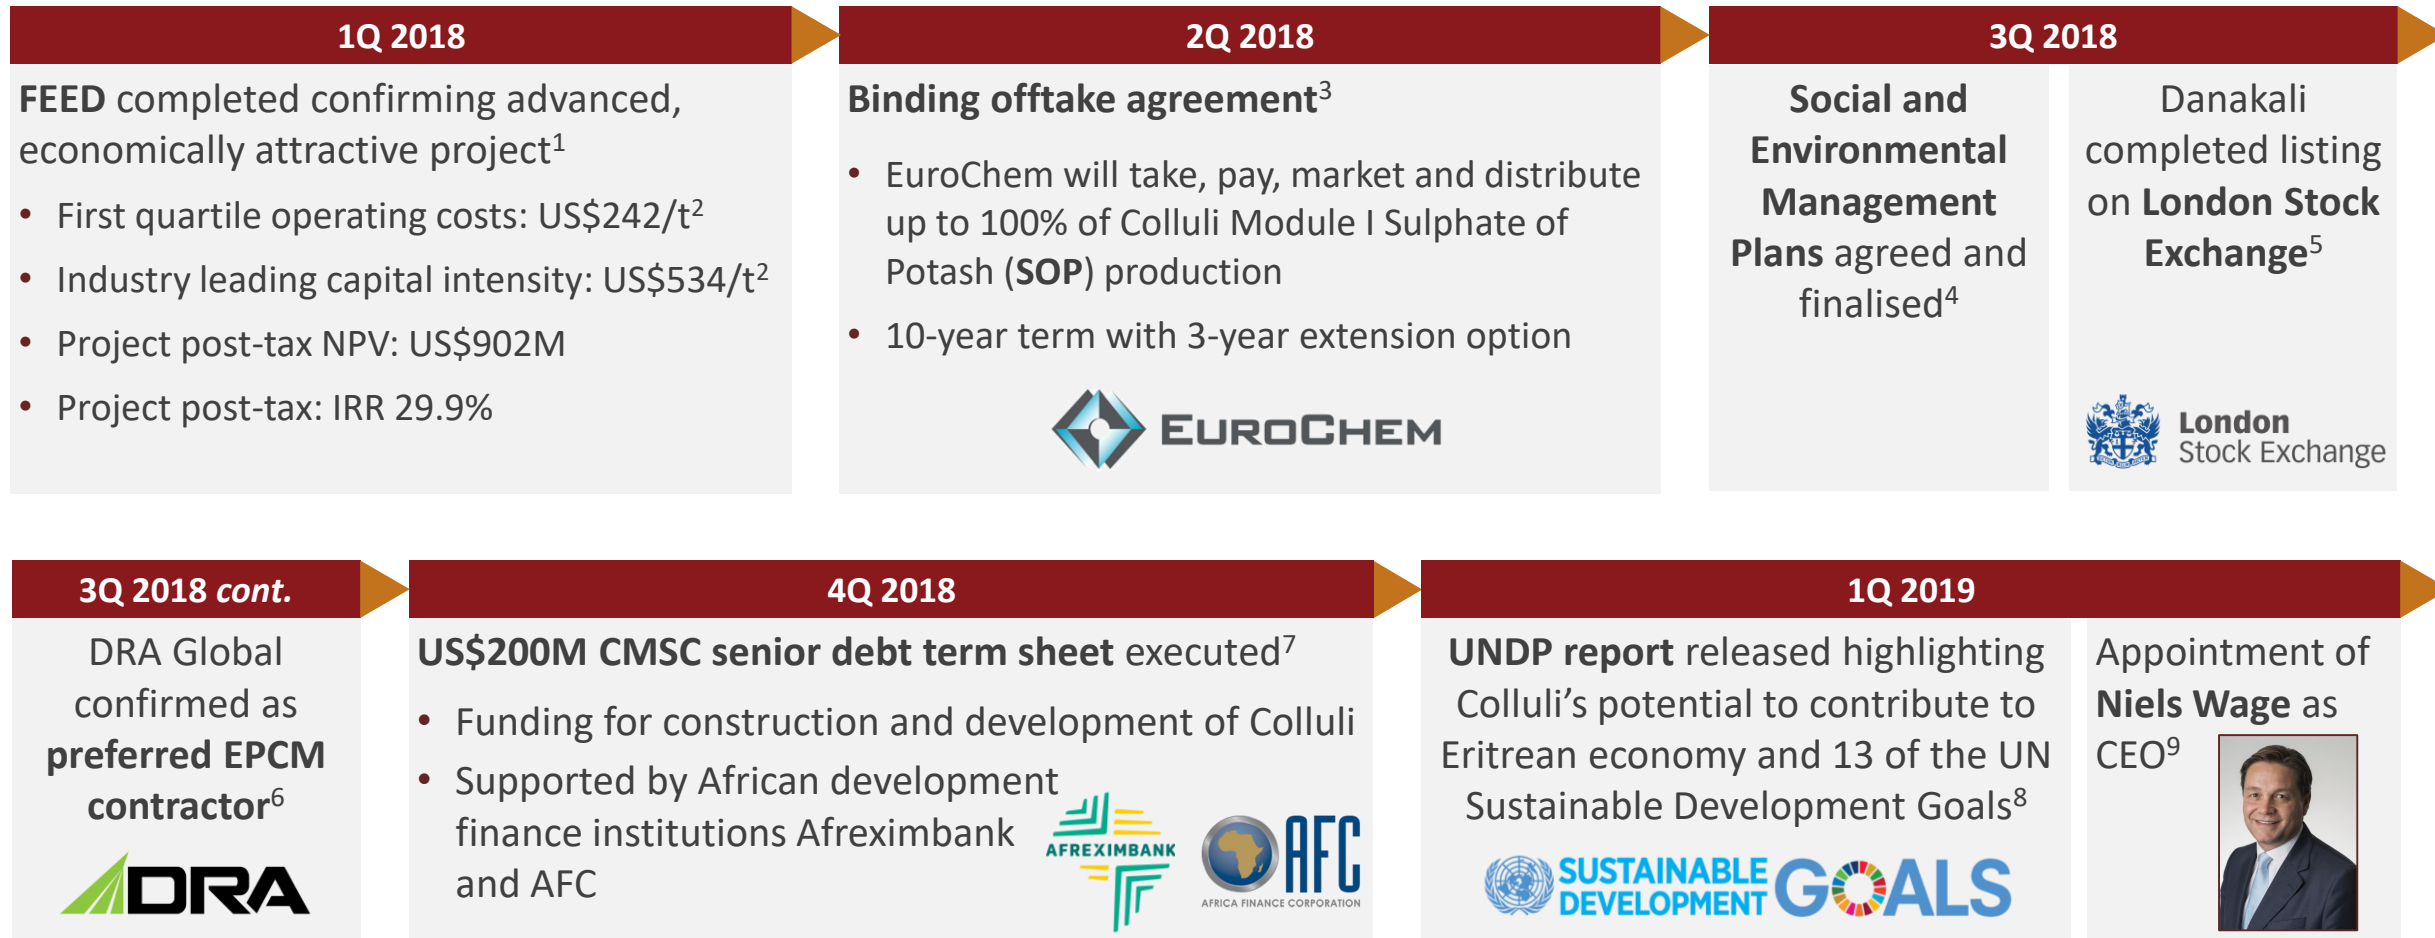 1Q 2018
FEED completed confirming advanced,
economically attractive project1
• First quartile operating costs: US$242/t2
• Industry leading capital intensity: US$534/t2
• Project post-tax NPV: US$902M
• Project post-tax: IRR 29.9%
2Q 2018
Binding offtake agreement3
• EuroChem will take, pay, market and distribute
up to 100% of Colluli Module I Sulphate of
Potash (SOP) production
• 10-year term with 3-year extension option
EUROCHEM
3Q 2018
Social and
Environmental
Management
Plans agreed and
finalised4
Danakali
completed listing
on London Stock
Exchange5
London
Stock Exchange
3Q 2018 cont.
DRA Global
confirmed as
preferred EPCM
contractor6
DRA
4Q 2018
US$200M CMSC senior debt term sheet executed7
• Funding for construction and development of Colluli
• Supported by African development
finance institutions Afreximbank
and AFC
AFREXIMBANK
AFC
AFRICA FINANCE CORPORATION
1Q 2019
UNDP report released highlighting
Colluli’s potential to contribute to
Eritrean economy and 13 of the UN
Sustainable Development Goals8
SUSTAINABLE
DEVELOPMENT
GOALS
Appointment of
Niels Wage as
CEO9